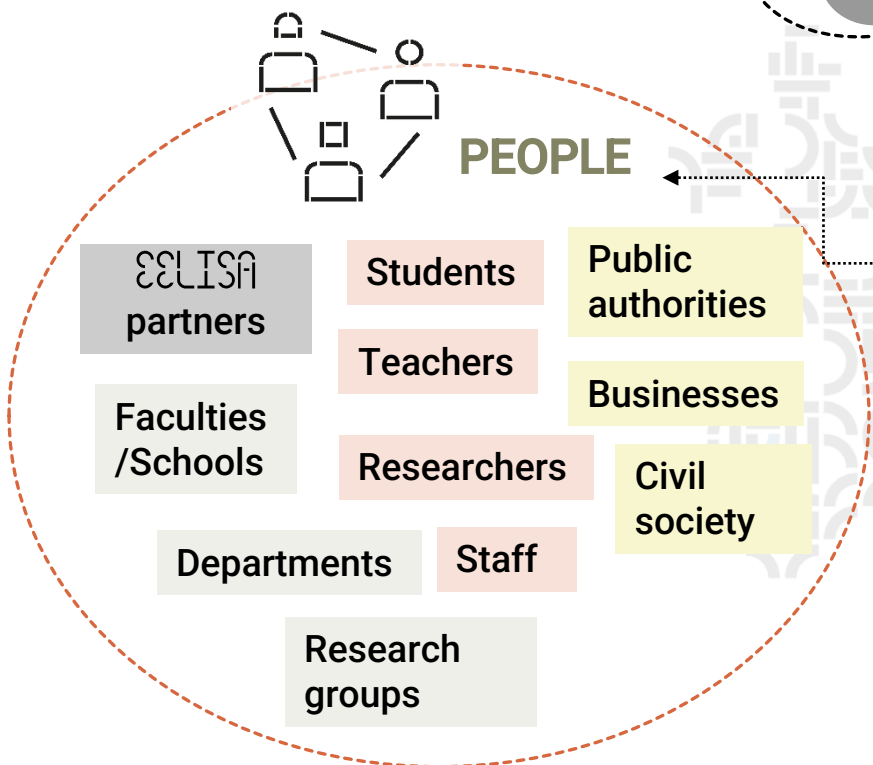 PEOPLE
EELISA
partners
Students
Public
authorities
Teachers
Businesses
Faculties
/Schools
Researchers
Civil
society
Departments
Staff
Research
groups